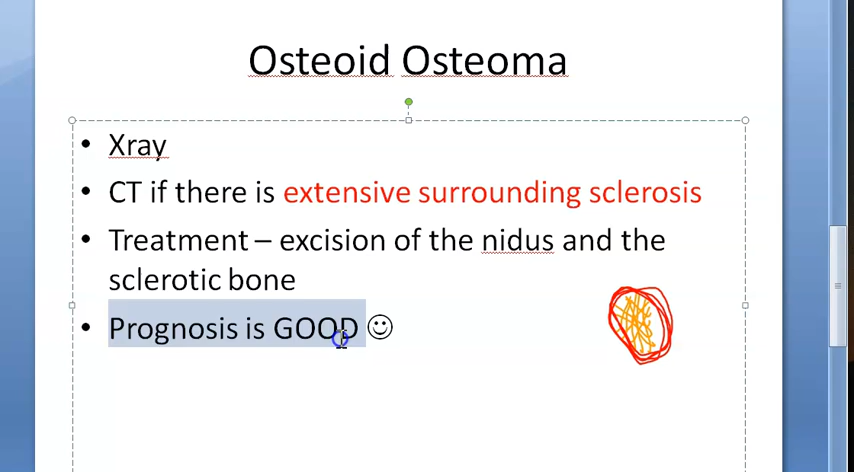 Osteoid Osteoma
• Xray
• CT if there is extensive surrounding sclerosis
• Treatment – excision of the nidus and the
sclerotic bone
• Prognosis is GOOD ☺